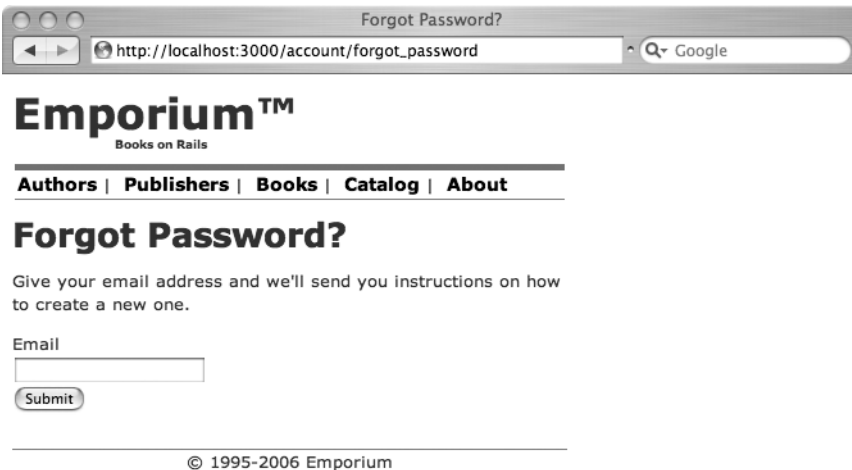 Forgot Password?
http://localhost:3000/account/forgot_password
Google
Emporium™
Books on Rails
Authors | Publishers | Books | Catalog | About
Forgot Password?
Give your email address and we'll send you instructions on how
to create a new one.
Email
Submit
© 1995-2006 Emporium